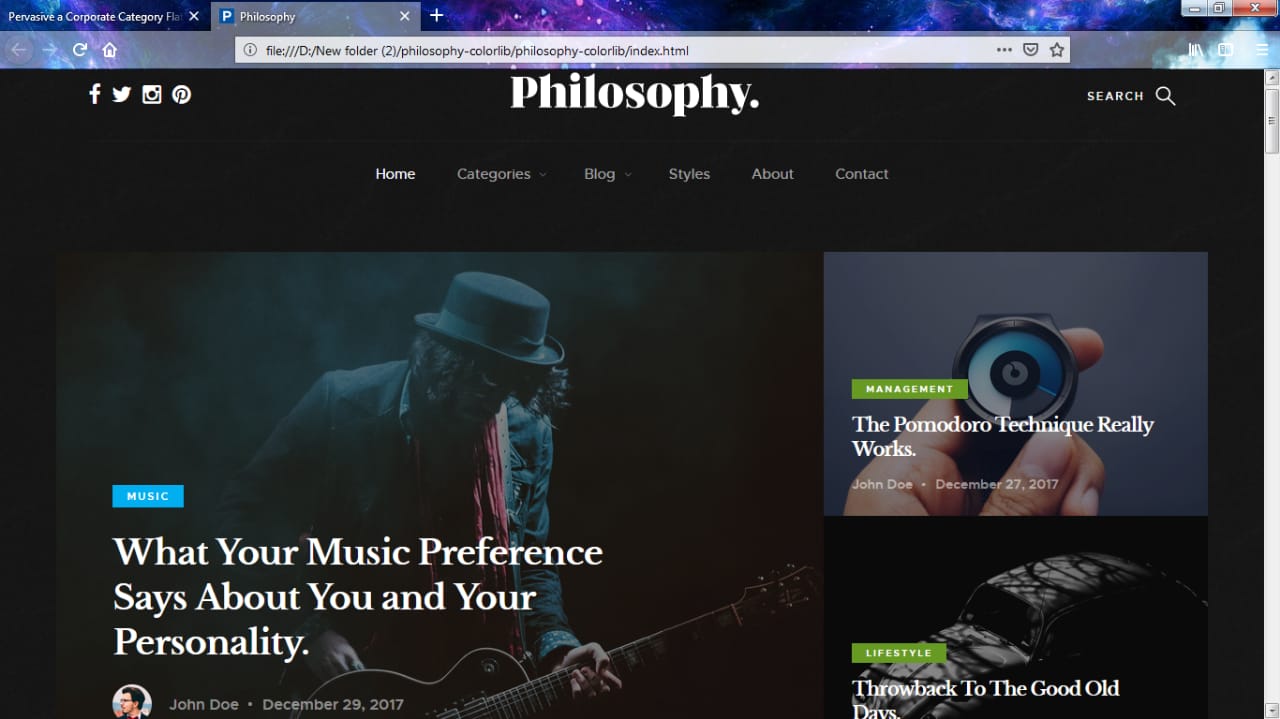 Pervasive a Corporate Category Fla
Philosophy
file:///D:/New folder (2)/philosophy-colorlib/philosophy-colorlib/index.html
Philosophy.
SEARCH
Home Categories Blog Styles About Contact
MUSIC
What Your Music Preference
Says About You and Your
Personality.
John Doe • December 29, 2017
MANAGEMENT
The Pomodoro Technique Really
Works.
John Doe • December 27, 2017
LIFESTYLE
Throwback To The Good Old
Days.